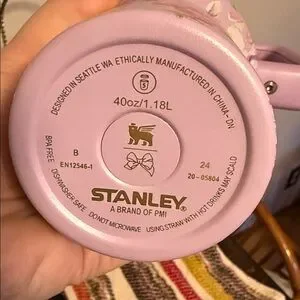 DESIGNED IN SEATTLE WA ETHICALLY MANUFACTURED IN CHINA-DN
40oz/1.18L
BPA FREE
B
EN12546-1
24
20-05804
STANLEY®
A BRAND OF PMI
DISHWASHER SAFE DO NOT MICROWAVE USING STRAW WITH HOT DRINKS MAY SCALD